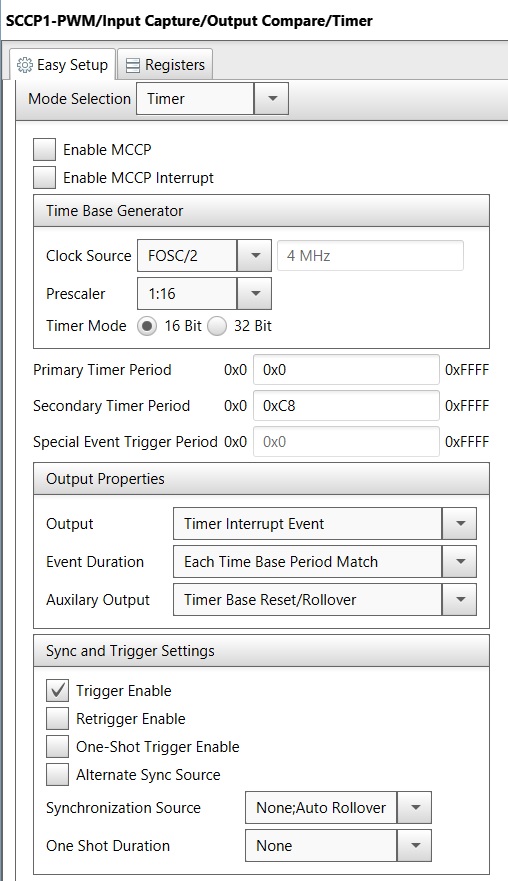 SCCP1-PWM/Input Capture/Output Compare/Timer
Easy Setup Registers
Mode Selection Timer
Enable MCCP
Enable MCCP Interrupt
Time Base Generator
Clock Source FOSC/2 4 MHz
Prescaler 1:16
Timer Mode 16 Bit 32 Bit
Primary Timer Period 0x0 0x0 0xFFFF
Secondary Timer Period 0x0 0xC8 0xFFFF
Special Event Trigger Period 0x0 0x0 0xFFFF
Output Properties
Output Timer Interrupt Event
Event Duration Each Time Base Period Match
Auxilary Output Timer Base Reset/Rollover
Sync and Trigger Settings
Trigger Enable
Retrigger Enable
One-Shot Trigger Enable
Alternate Sync Source
Synchronization Source None;Auto Rollover
One Shot Duration None